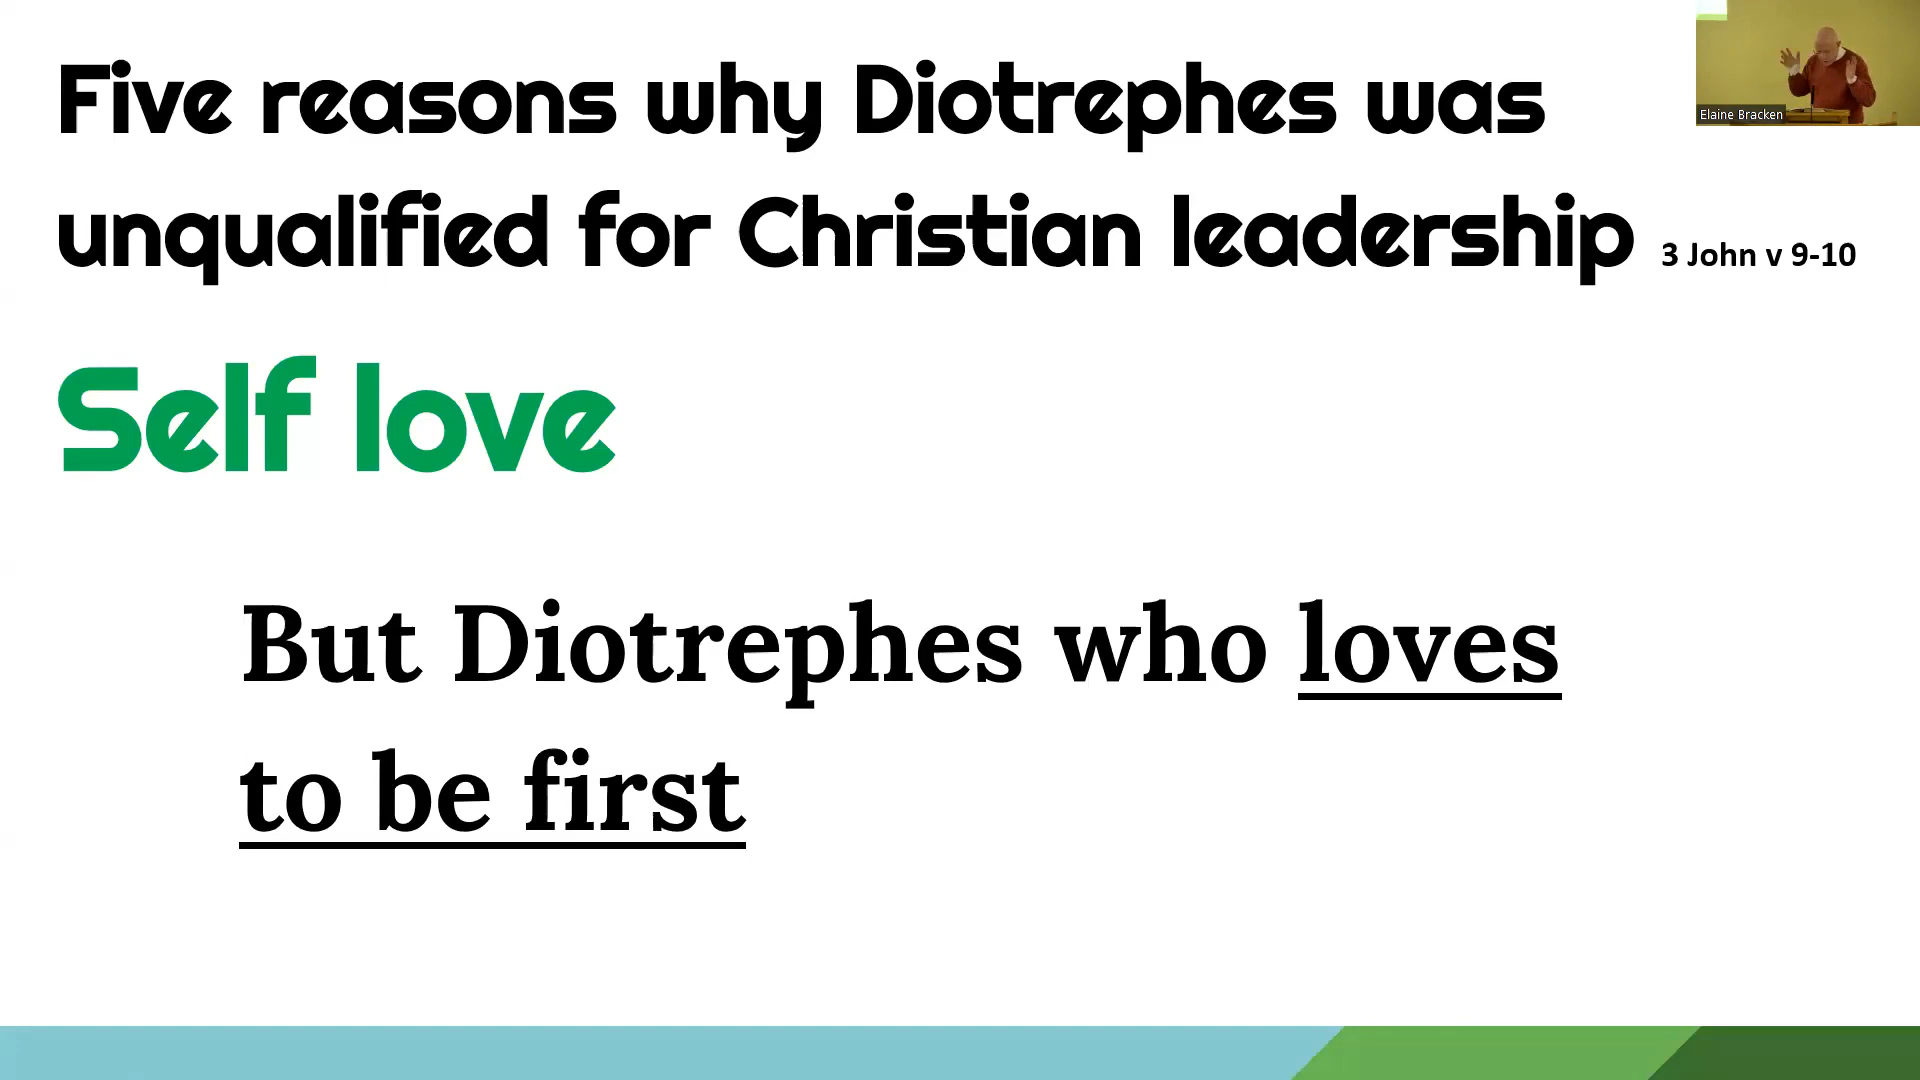 Five reasons why Diotrephes was
unqualified for Christian leadership 3 John v 9-10
Elaine Bracken
Self love
But Diotrephes who loves
to be first